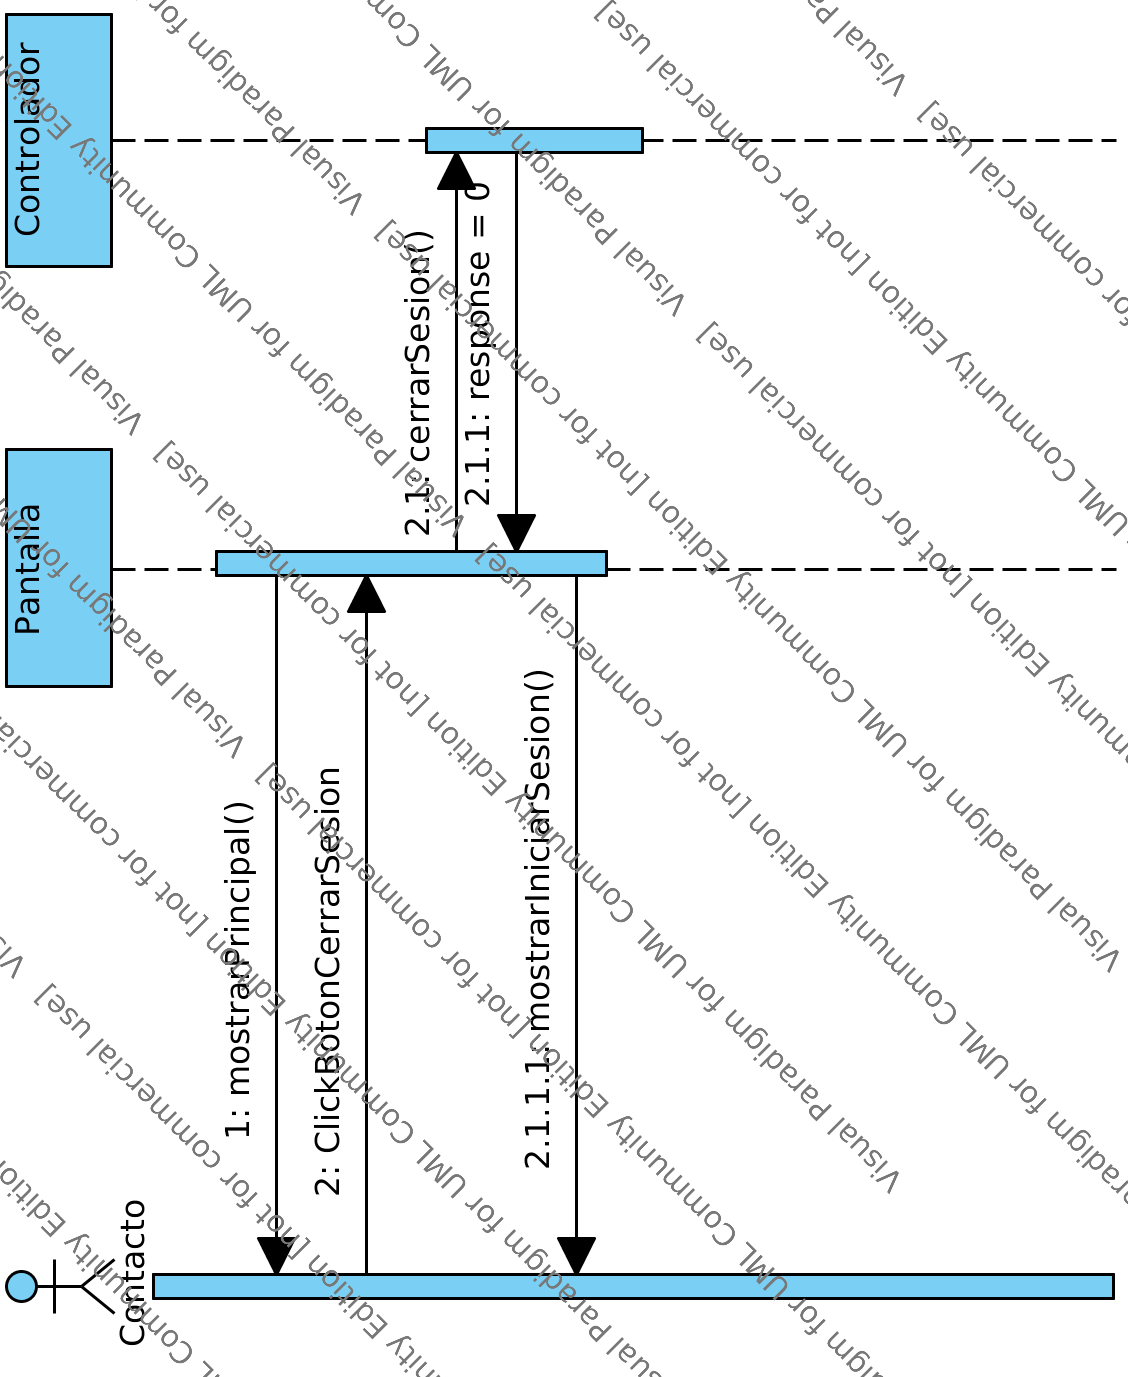 Contacto
Pantalla
Controlador
1: mostrarPrincipal()
2: ClickBotonCerrarSesion
2.1: cerrarSesion()
2.1.1: response = 0
2.1.1.1: mostrarIniciarSesion()
Visual Paradigm for UML Community Edition [not for commercial use]